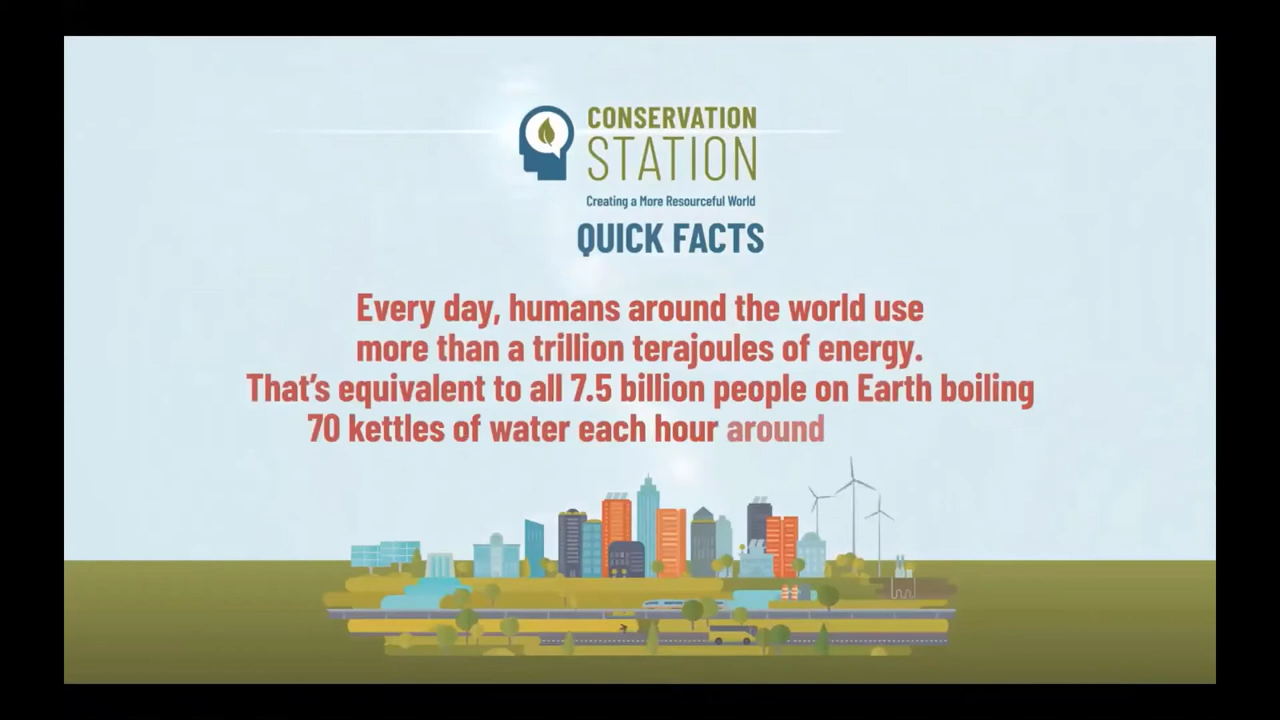 CONSERVATION
STATION
Creating a More Resourceful World
QUICK FACTS
Every day, humans around the world use
more than a trillion terajoules of energy.
That’s equivalent to all 7.5 billion people on Earth boiling
70 kettles of water each hour around